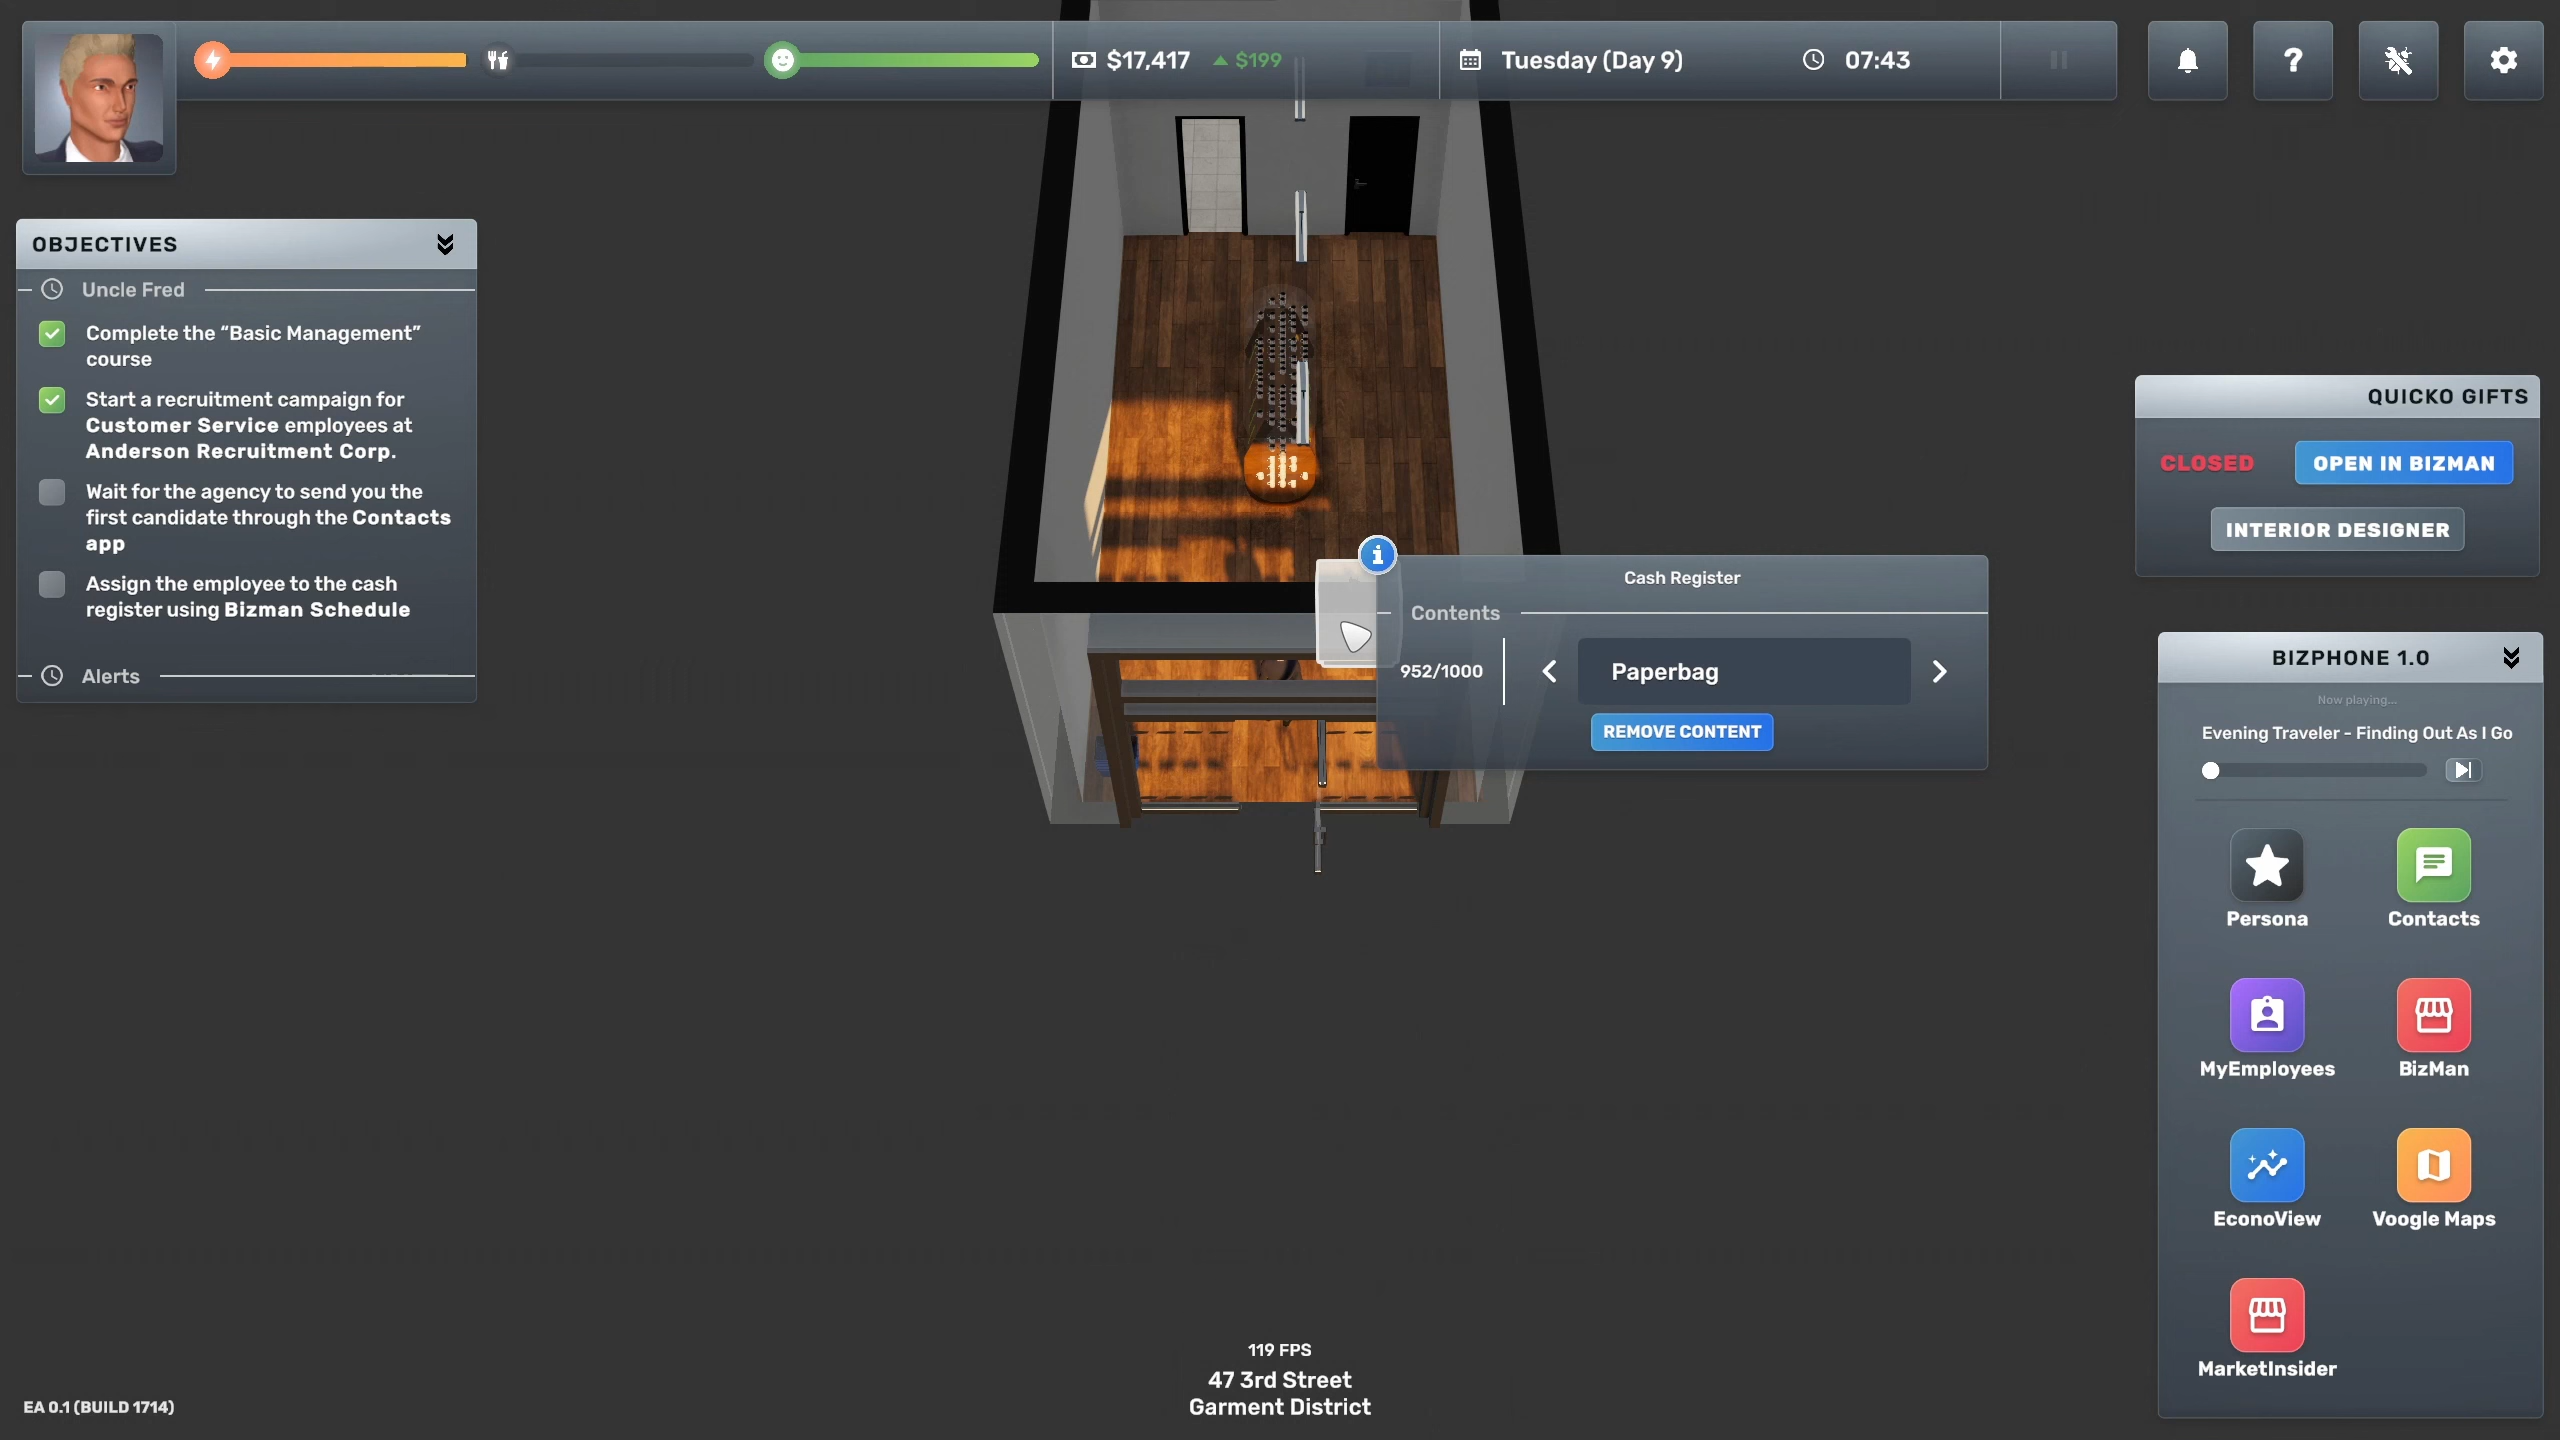 $17,417
$199
Tuesday (Day 9)
07:43
?
OBJECTIVES
Uncle Fred
Complete the “Basic Management”
course
Start a recruitment campaign for
Customer Service employees at
Anderson Recruitment Corp.
Wait for the agency to send you the
first candidate through the Contacts
app
Assign the employee to the cash
register using Bizman Schedule
Alerts
QUICKO GIFTS
CLOSED
OPEN IN BIZMAN
INTERIOR DESIGNER
i
Cash Register
Contents
952/1000
Paperbag
REMOVE CONTENT
BIZPHONE 1.0
Now playing...
Evening Traveler - Finding Out As I Go
Persona
Contacts
MyEmployees
BizMan
EconoView
Voogle Maps
MarketInsider
119 FPS
47 3rd Street
Garment District
EA 0.1 (BUILD 1714)